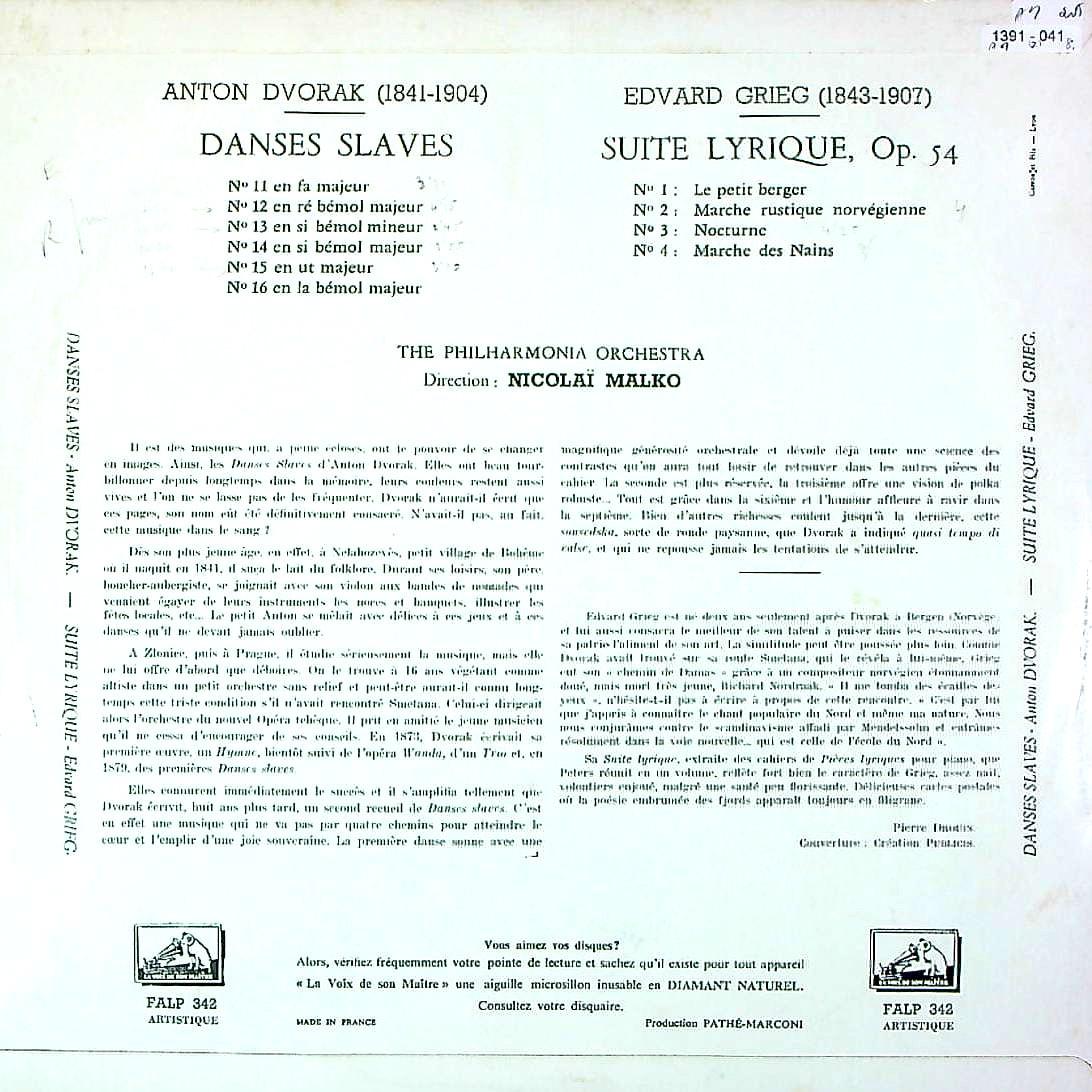 1391 - 041
ANTON DVORAK (1841-1904)
DANSES SLAVES
Nº 11 en fa majeur
Nº 12 en ré bémol majeur
Nº 13 en si bémol mineur
Nº 14 en si bémol majeur
Nº 15 en ut majeur
Nº 16 en la bémol majeur
EDVARD GRIEG (1843-1907)
SUITE LYRIQUE, Op. 54
Nº 1 : Le petit berger
Nº 2 : Marche rustique norvégienne
Nº 3 : Nocturne
Nº 4 : Marche des Nains
THE PHILHARMONIA ORCHESTRA
Direction : NICOLAÏ MALKO
DANSES SLAVES - Anton DVORAK. — SUITE LYRIQUE - Edvard GRIEG.
Il est des musiques qui, à peine écloses, ont le pouvoir de se changer
en images. Ainsi, les Danses Slaves d'Anton Dvorak. Elles ont beau tour-
billonner depuis longtemps dans la mémoire, leurs couleurs restent aussi
vives et l'on ne se lasse pas de les fréquenter. Dvorak n'aurait-il écrit que
ces pages, son nom eût été définitivement consacré. N'avait-il pas, au fait,
cette musique dans le sang ?
Dès son plus jeune âge, en effet, à Nelahozevès, petit village de Bohême
où il naquit en 1841, il suça le lait du folklore. Durant ses loisirs, son père,
boucher-aubergiste, se joignait avec son violon aux bandes de nomades qui
venaient égayer de leurs instruments les noces et banquets, illustrer les
fêtes locales, etc... Le petit Anton se mêlait avec délices à ces jeux et à ces
danses qu'il ne devait jamais oublier.
A Zlonice, puis à Prague, il étudie sérieusement la musique, mais elle
ne lui offre d'abord que déboires. On le trouve à 16 ans végétant comme
altiste dans un petit orchestre sans relief et peut-être aurait-il connu long-
temps cette triste condition s'il n'avait rencontré Smetana. Celui-ci dirigeait
alors l'orchestre du nouvel Opéra tchèque. Il prit en amitié le jeune musicien
qu'il ne cessa d'encourager de ses conseils. En 1873, Dvorak écrivait sa
première œuvre, un Hymne, bientôt suivi de l'opéra Wanda, d'un Trio et, en
1879, des premières Danses slaves.
Elles connurent immédiatement le succès et il s'amplifia tellement que
Dvorak écrivit, huit ans plus tard, un second recueil de Danses slaves. C'est
en effet une musique qui ne va pas par quatre chemins pour atteindre le
cœur et l'emplir d'une joie souveraine. La première danse sonne avec une
magnifique générosité orchestrale et dévoile déjà toute une science des
contrastes qu'on aura tout loisir de retrouver dans les autres pièces du
cahier. La seconde est plus réservée, la troisième offre une vision de polka
robuste... Tout est grâce dans la sixième et l'humour affleure à ravir dans
la septième. Bien d'autres richesses coulent jusqu'à la dernière, cette
sousedska, sorte de ronde paysanne, que Dvorak a indiqué quasi tempo di
valse, et qui ne repousse jamais les tentations de s'attendrir.
Edvard Grieg est né deux ans seulement après Dvorak à Bergen (Norvège)
et lui aussi consacra le meilleur de son talent à puiser dans les ressources de
sa patrie l'aliment de son art. La similitude peut être poussée plus loin. Comme
Dvorak avait trouvé sur sa route Smetana, qui le révéla à lui-même, Grieg
eut son « chemin de Damas » grâce à un compositeur norvégien étonnamment
doué, mais mort très jeune, Richard Nordraak. « Il me tomba des écailles des
yeux », n'hésite-t-il pas à écrire à propos de cette rencontre. « C'est par lui
que j'appris à connaître le chant populaire du Nord et même ma nature. Nous
nous conjurâmes contre le scandinavisme affadi par Mendelssohn et entrâmes
résolument dans la voie nouvelle... qui est celle de l'école du Nord ».
Sa Suite lyrique, extraite des cahiers de Pièces lyriques pour piano, que
Peters réunit en un volume, reflète fort bien le caractère de Grieg, assez naïf,
volontiers enjoué, malgré une santé peu florissante. Délicieuses cartes postales
où la poésie embrumée des fjords apparaît toujours en filigrane.
Pierre
Couverture : Création PUBLICIS.
SUITE LYRIQUE - Edvard GRIEG.
DANSES SLAVES - Anton DVORAK. —
LA VOIX DE SON MAÎTRE
FALP 342
ARTISTIQUE
Vous aimez vos disques?
Alors, vérifiez fréquemment votre pointe de lecture et sachez qu'il existe pour tout appareil
« La Voix de son Maître » une aiguille microsillon inusable en DIAMANT NATUREL.
Consultez votre disquaire.
MADE IN FRANCE
Production PATHÉ-MARCONI
LA VOIX DE SON MAÎTRE
FALP 342
ARTISTIQUE